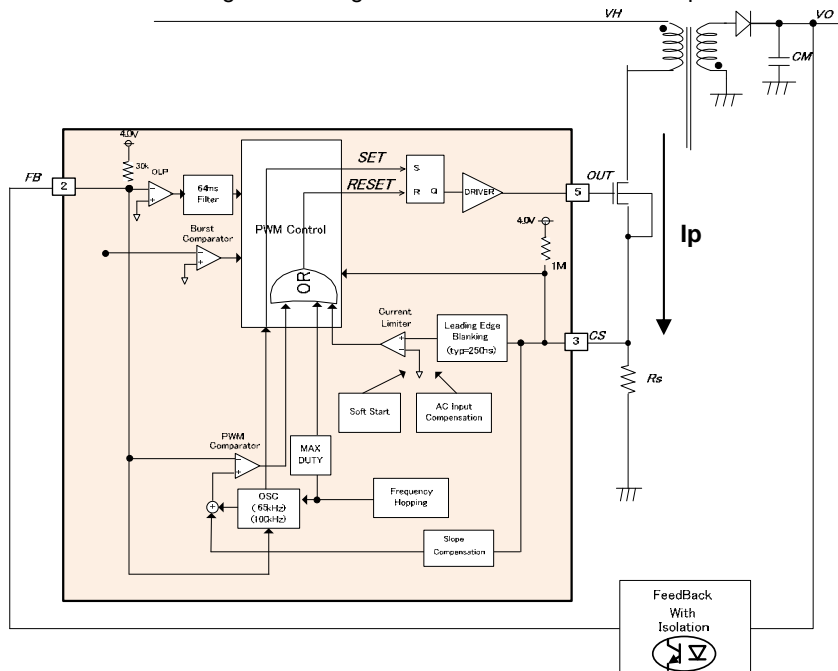 VH
VO
CM
4.0V
30k
OLP
FB
2
64ms
Filter
SET
RESET
S
R
Q
DRIVER
5
OUT
PWM Control
Burst
Comparator
4.0V
1M
Ip
OR
Current
Limiter
Leading Edge
Blanking
(typ=250ns)
3
CS
Rs
Soft Start
AC Input
Compensation
PWM
Comparator
MAX
DUTY
OSC
(65kHz)
(100kHz)
Frequency
Hopping
Slope
Compensation
FeedBack
With
Isolation